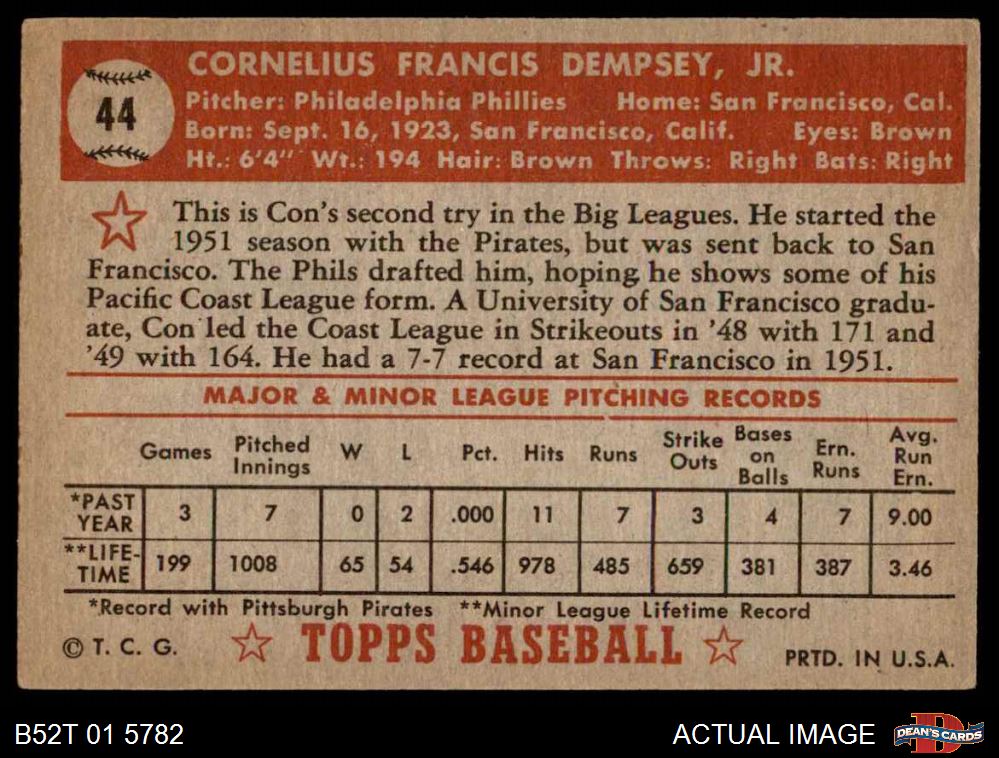 44
CORNELIUS FRANCIS DEMPSEY, JR.
Pitcher: Philadelphia Phillies Home: San Francisco, Cal.
Born: Sept. 16, 1923, San Francisco, Calif. Eyes: Brown
Ht.: 6'4" Wt.: 194 Hair: Brown Throws: Right Bats: Right
This is Con's second try in the Big Leagues. He started the
1951 season with the Pirates, but was sent back to San
Francisco. The Phils drafted him, hoping he shows some of his
Pacific Coast League form. A University of San Francisco gradu-
ate, Con led the Coast League in Strikeouts in '48 with 171 and
'49 with 164. He had a 7-7 record at San Francisco in 1951.
MAJOR & MINOR LEAGUE PITCHING RECORDS
Games Pitched Innings W L Pct. Hits Runs Strike Outs Bases on Balls Ern. Runs Avg. Run Ern.
*PAST YEAR 3 7 0 2 .000 11 7 3 4 7 9.00
**LIFE-TIME 199 1008 65 54 .546 978 485 659 381 387 3.46
*Record with Pittsburgh Pirates **Minor League Lifetime Record
© T. C. G. TOPPS BASEBALL PRTD. IN U.S.A.
B52T 01 5782 ACTUAL IMAGE D DEAN'S CARDS